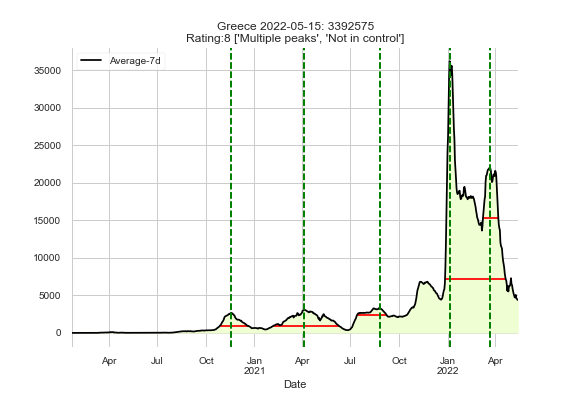 Greece 2022-05-15: 3392575
Rating:8 ['Multiple peaks', 'Not in control']
Average-7d
35000
30000
25000
20000
15000
10000
5000
0
Apr Jul Oct Jan Apr Jul Oct Jan Apr
2021 2022
Date